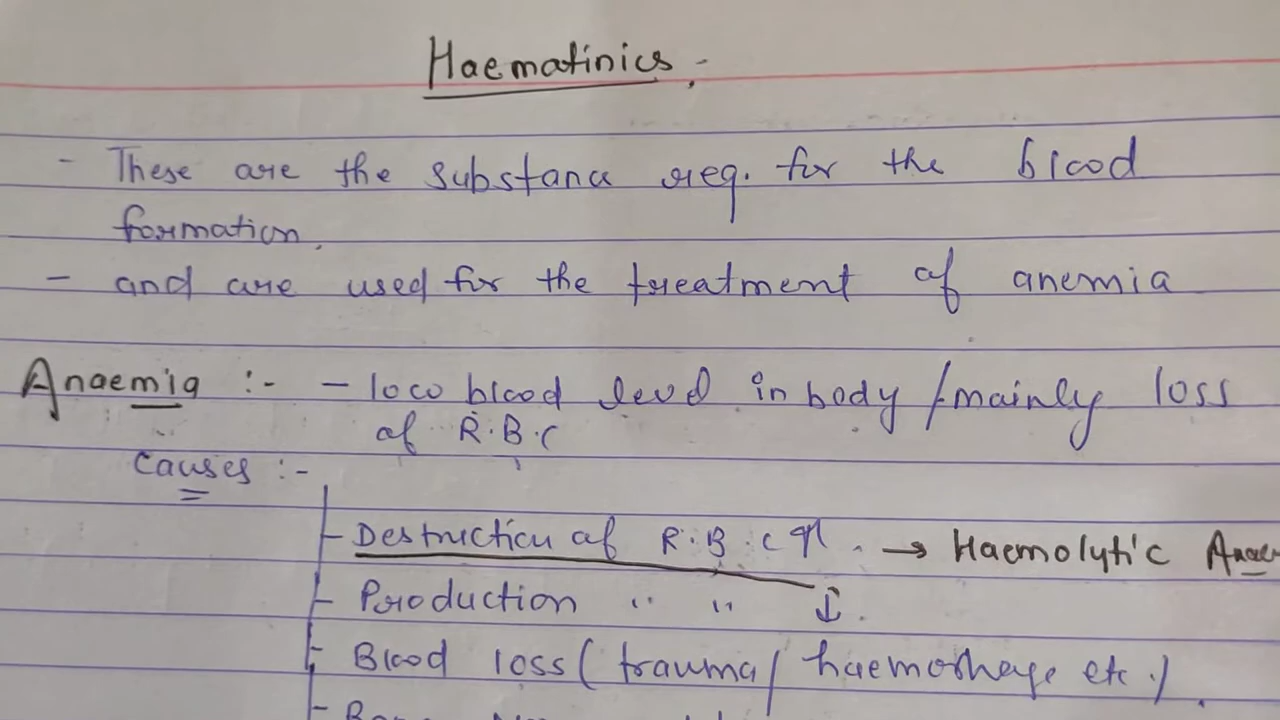 Haematinics -
- These are the substance req. for the blood
formation.
- and are used for the treatment of anemia
Anaemia :- - low blood level in body / mainly loss
of R.B.C
Causes :-
- Destruction of R.B.C ↑. → Haemolytic
- Production " " ↓.
- Blood loss ( trauma / haemorrhage etc.)